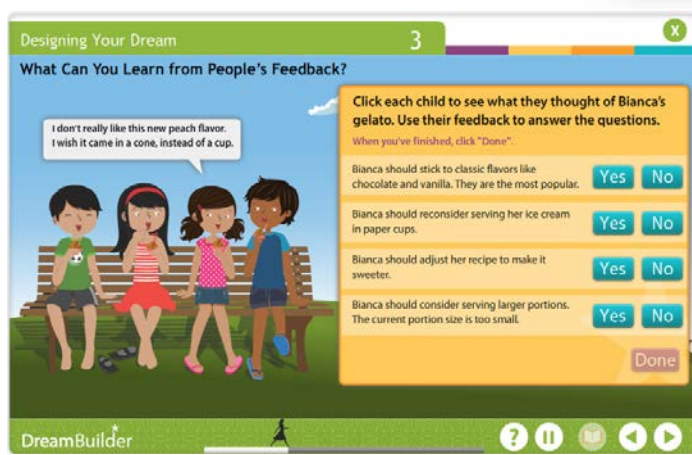 Designing Your Dream
3
X
What Can You Learn from People's Feedback?
I don't really like this new peach flavor.
I wish it came in a cone, instead of a cup.
Click each child to see what they thought of Bianca's
gelato. Use their feedback to answer the questions.
When you've finished, click "Done".
Bianca should stick to classic flavors like
chocolate and vanilla. They are the most popular.
Yes No
Bianca should reconsider serving her ice cream
in paper cups.
Yes No
Bianca should adjust her recipe to make it
sweeter.
Yes No
Bianca should consider serving larger portions.
The current portion size is too small.
Yes No
Done
DreamBuilder
?